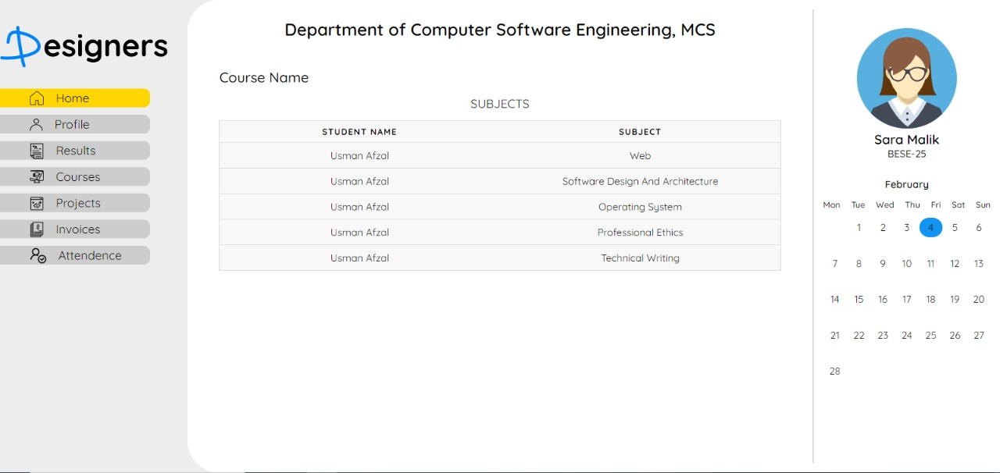 Designers
Home
Profile
Results
Courses
Projects
Invoices
Attendence
Department of Computer Software Engineering, MCS
Course Name
SUBJECTS
STUDENT NAME SUBJECT
Usman Afzal Web
Usman Afzal Software Design And Architecture
Usman Afzal Operating System
Usman Afzal Professional Ethics
Usman Afzal Technical Writing
Sara Malik
BESE-25
February
Mon Tue Wed Thu Fri Sat Sun
1 2 3 4 5 6
7 8 9 10 11 12 13
14 15 16 17 18 19 20
21 22 23 24 25 26 27
28